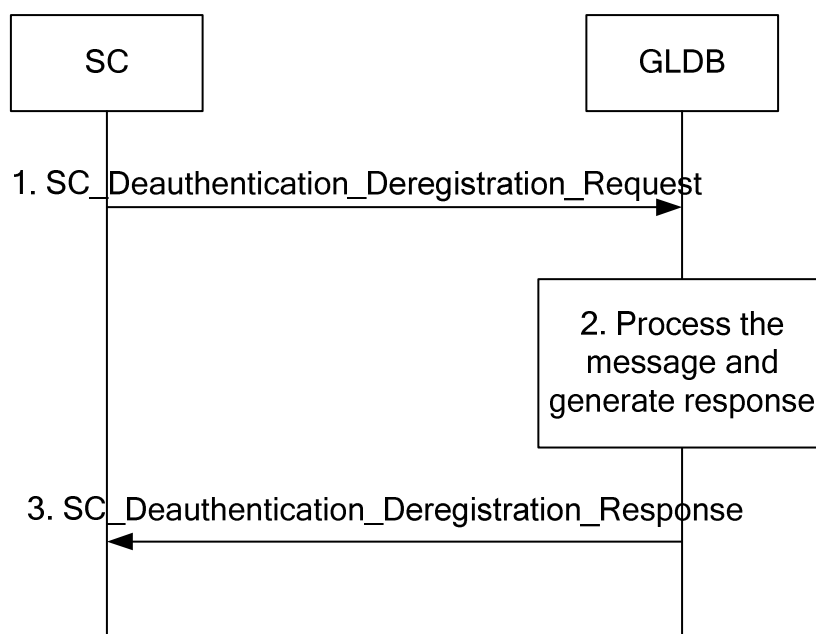 SC
GLDB
1. SC_Deauthentication_Deregistration_Request
2. Process the
message and
generate response
3. SC_Deauthentication_Deregistration_Response